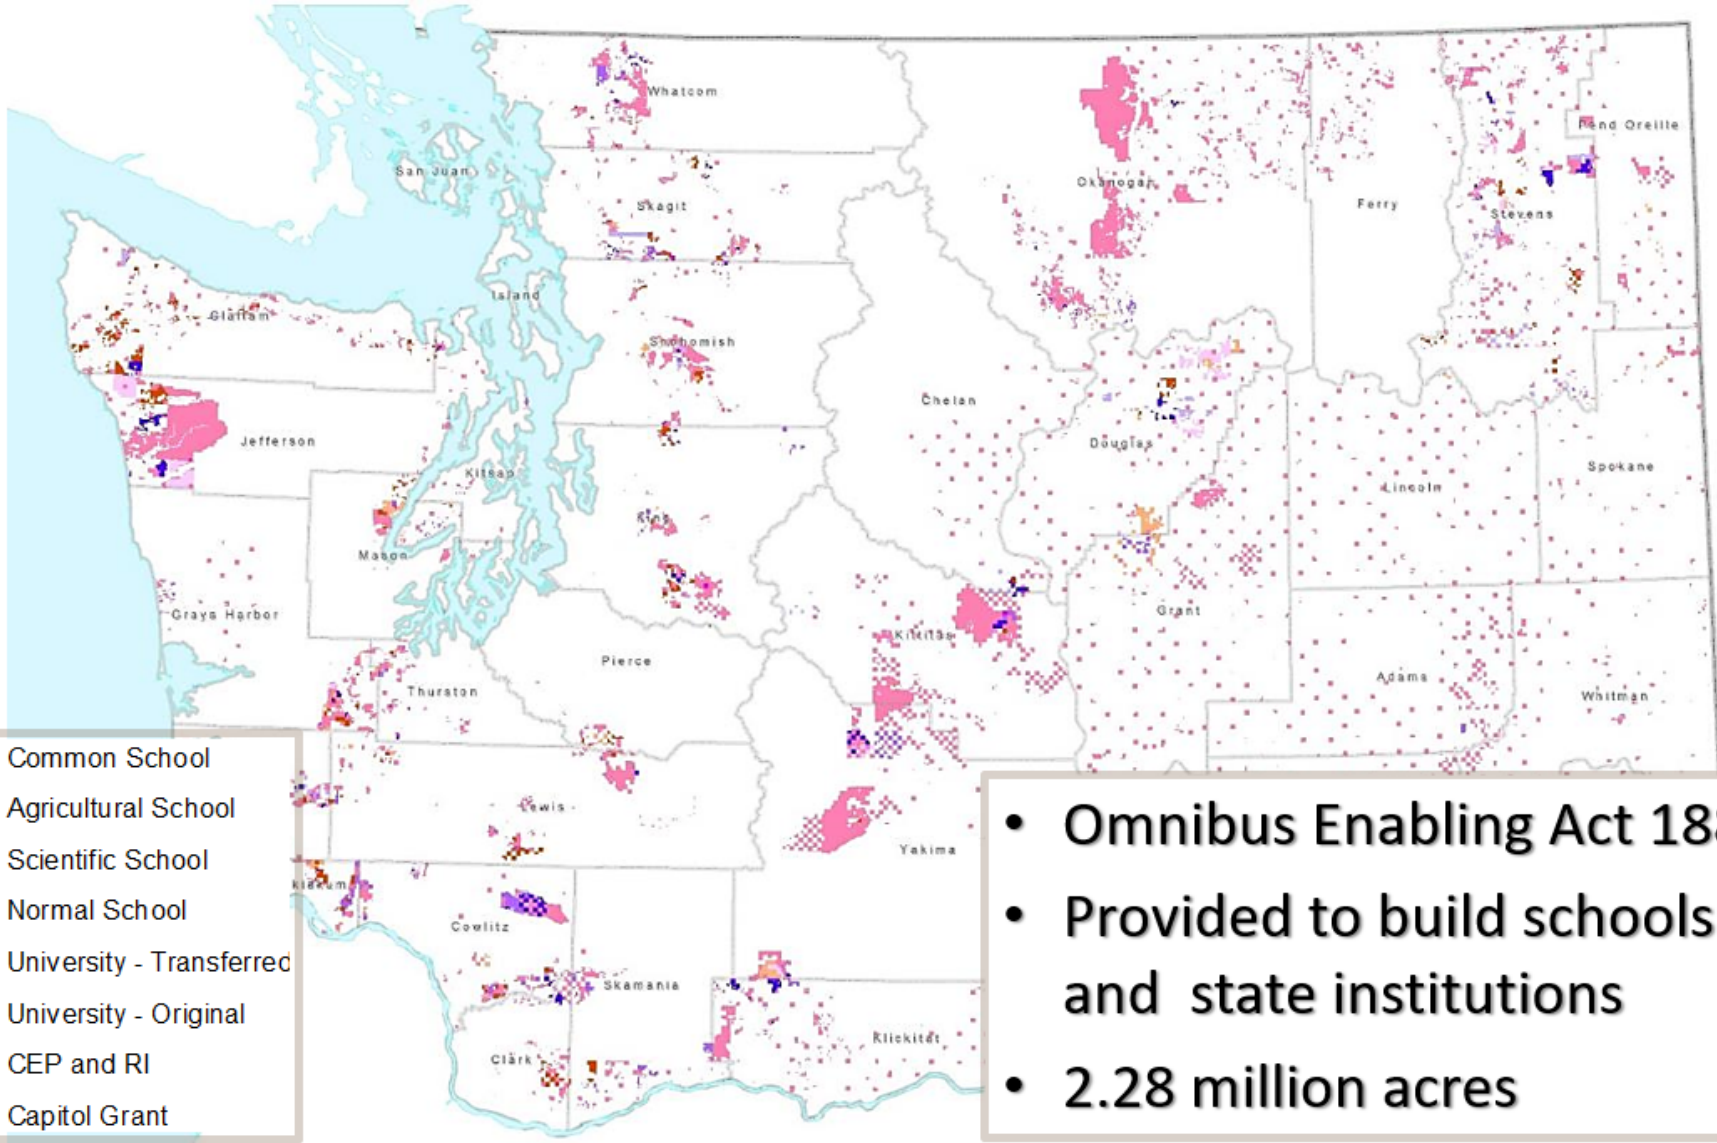 Whatcom
San Juan
Skagit
Island
Clallam
Snohomish
Jefferson
Kitsap
King
Mason
Grays Harbor
Pierce
Thurston
Lewis
kiakum
Cowlitz
Skamania
Clark
Okanogan
Ferry
Stevens
Pend Oreille
Chelan
Douglas
Lincoln
Spokane
Kittitas
Grant
Adams
Whitman
Yakima
Klickitat
Common School
Agricultural School
Scientific School
Normal School
University - Transferred
University - Original
CEP and RI
Capitol Grant
• Omnibus Enabling Act 188
• Provided to build schools
and state institutions
• 2.28 million acres